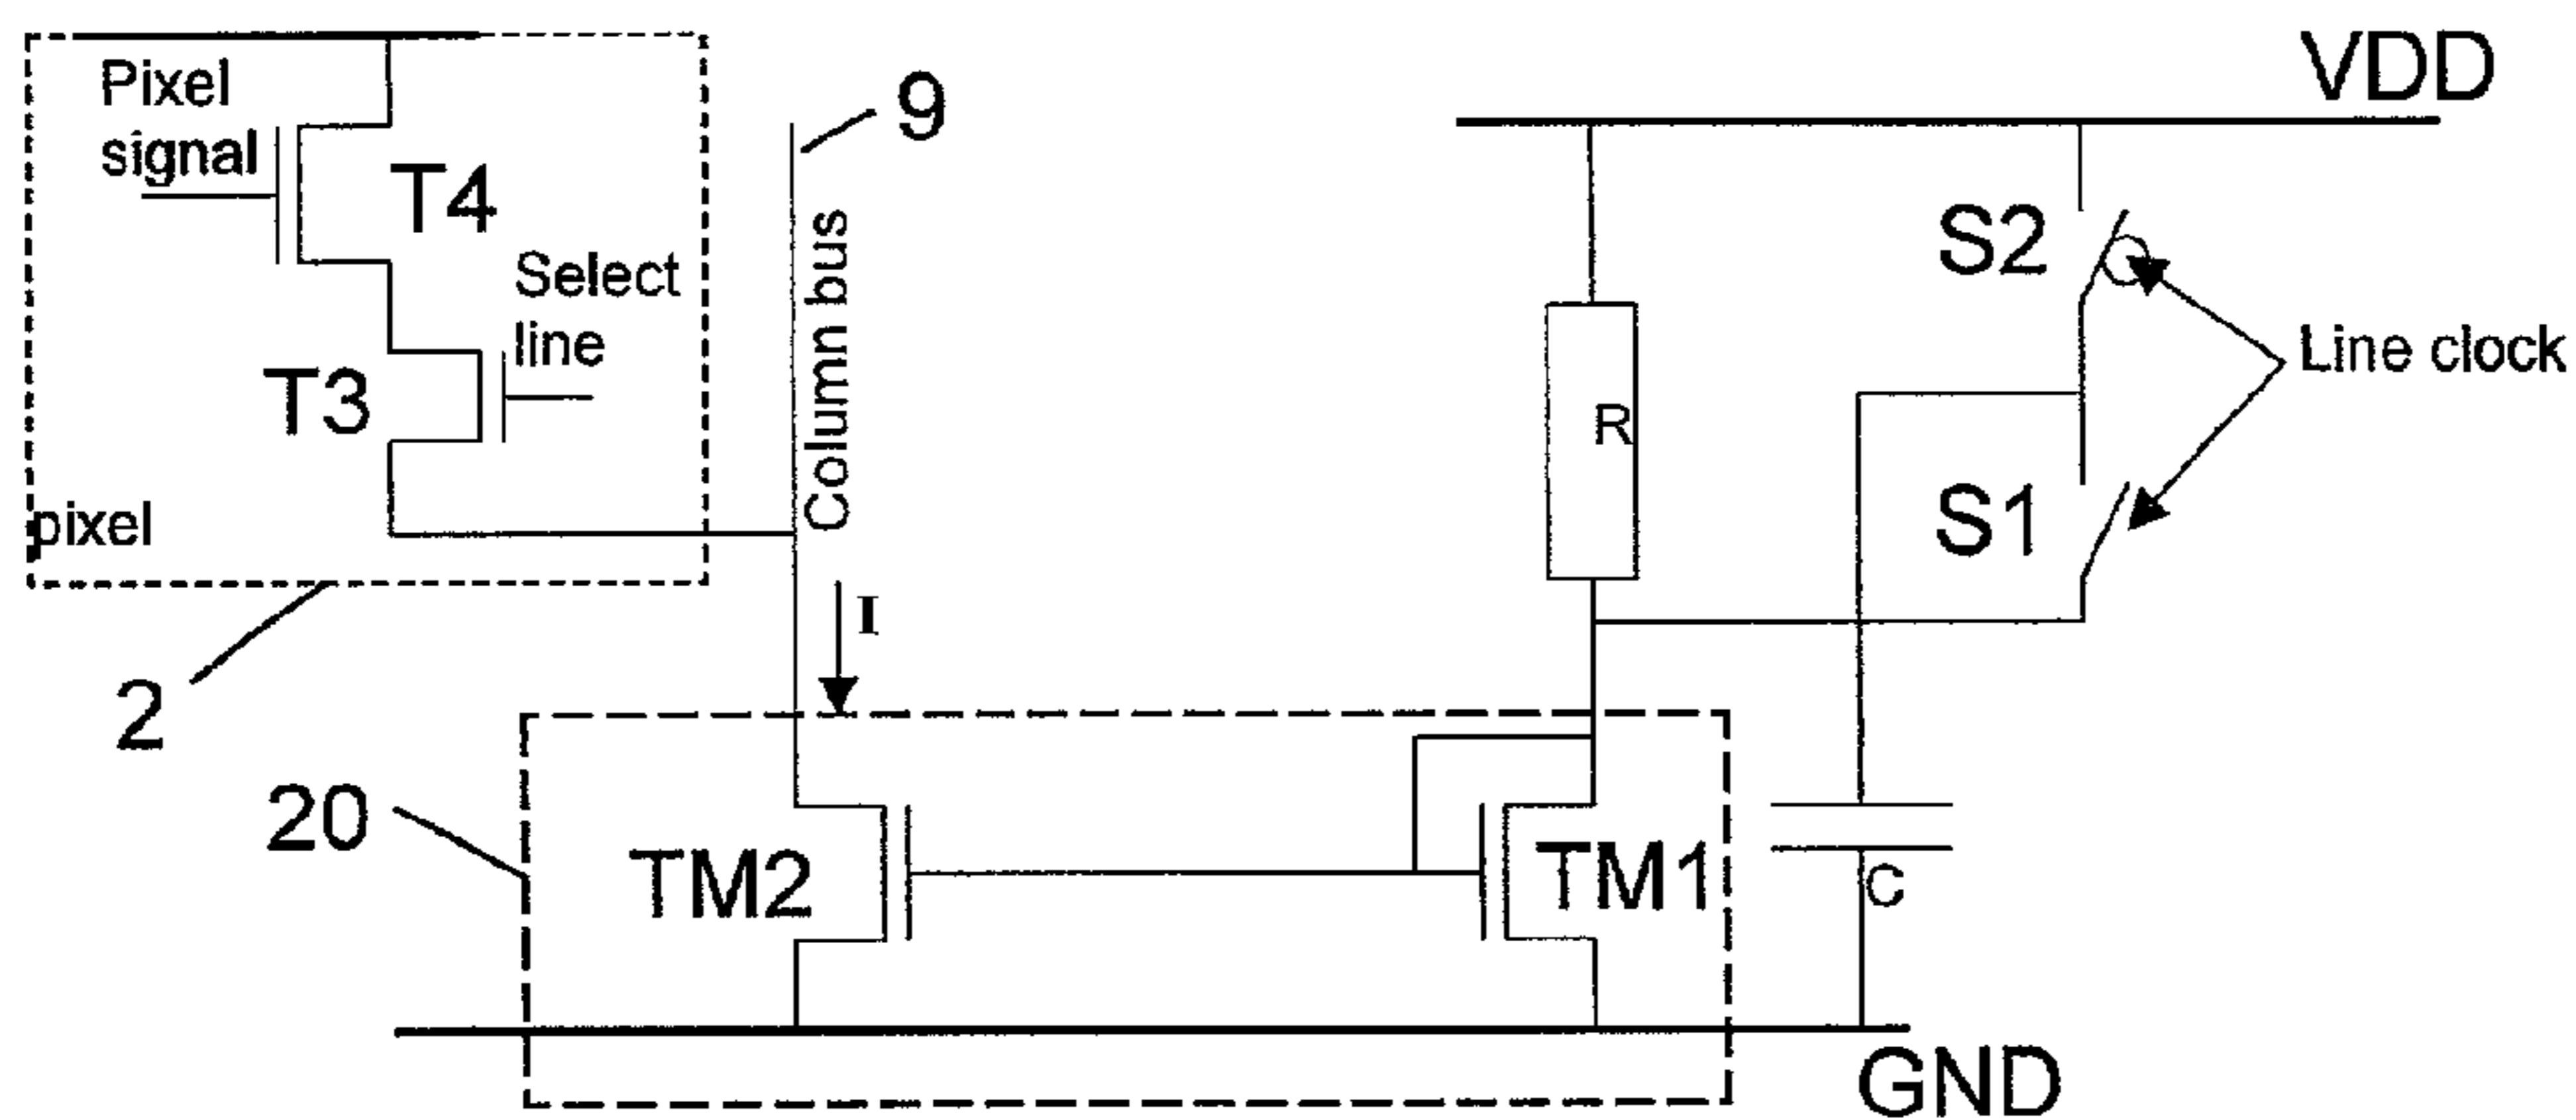 Pixel
signal
T4
Select
line
T3
pixel
2
9
Column bus
I
20
TM2
TM1
R
C
VDD
S2
S1
Line clock
GND